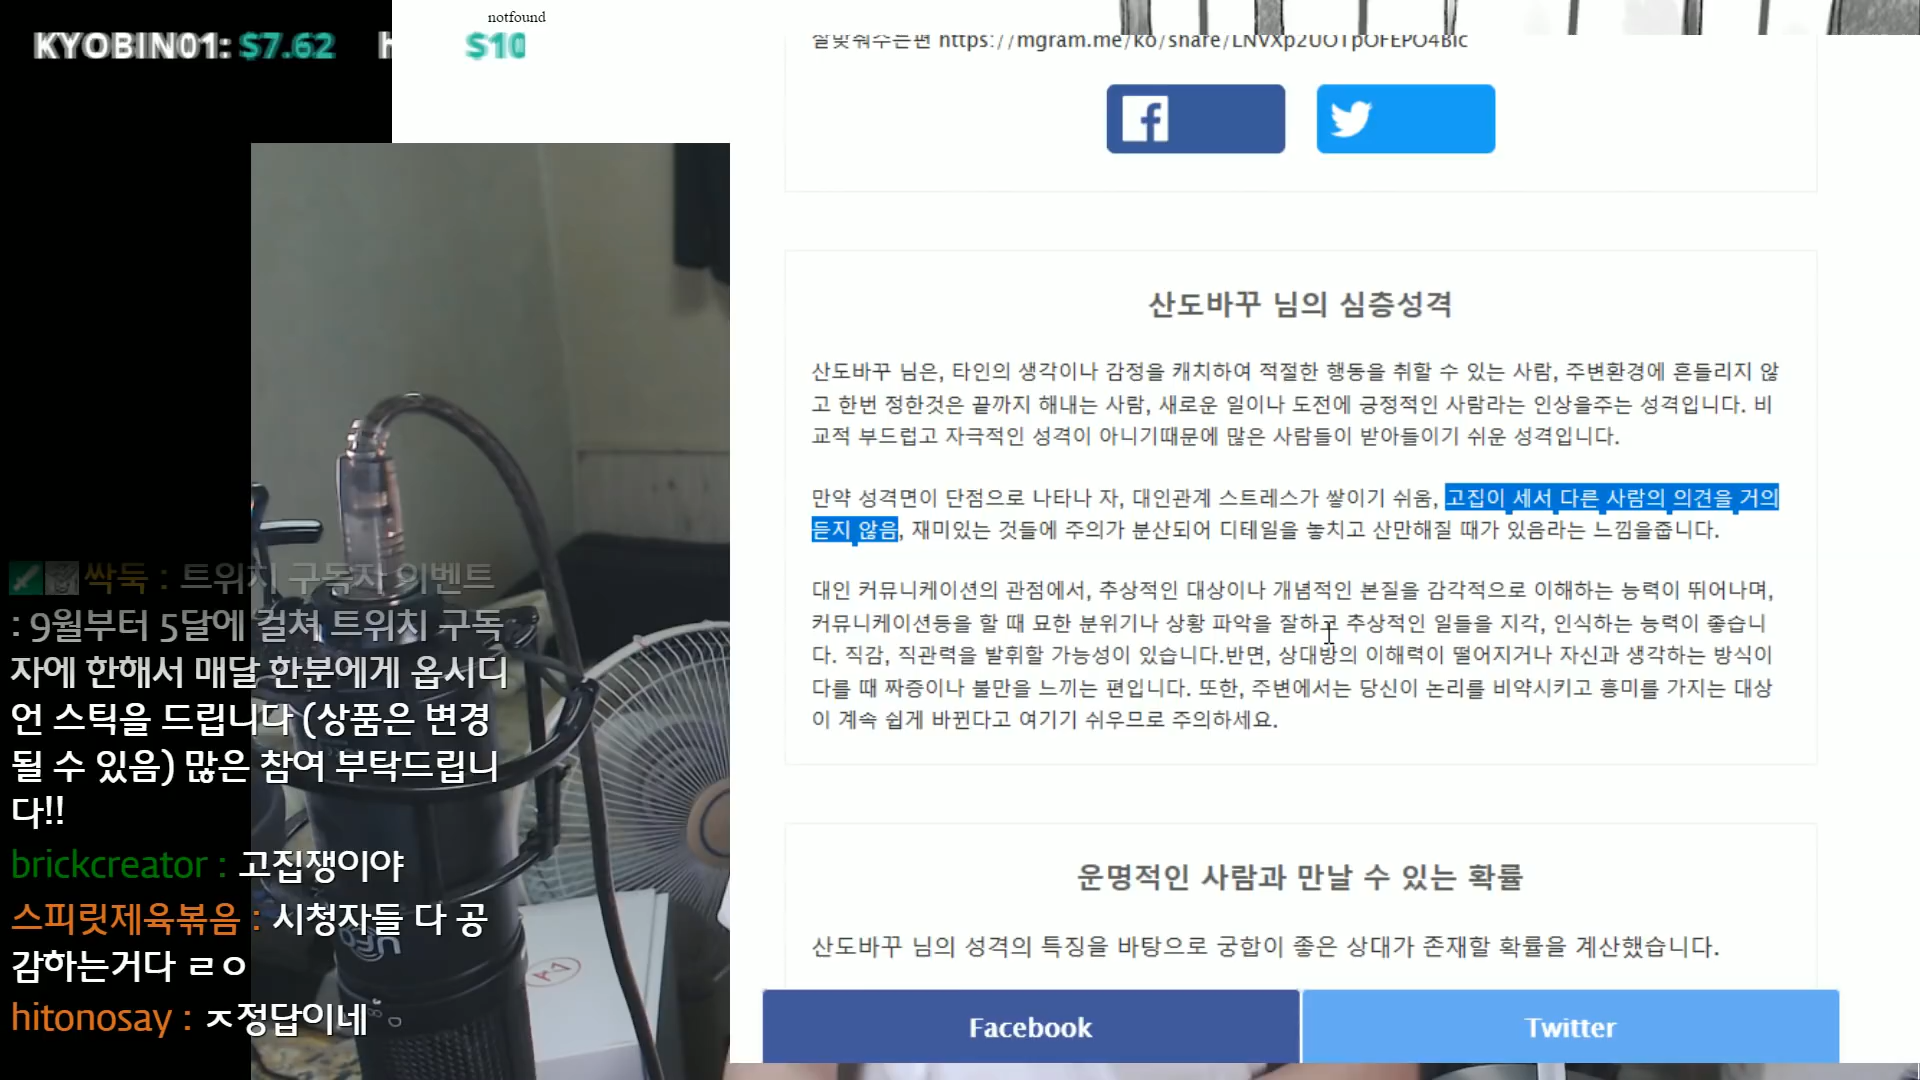 notfound
KYOBIN01: $7.62
$10
잘맞춰주는편 https://mgram.me/ko/share/
산도바꾸 님의 심층성격
산도바꾸 님은, 타인의 생각이나 감정을 캐치하여 적절한 행동을 취할 수 있는 사람, 주변환경에 흔들리지 않
고 한번 정한것은 끝까지 해내는 사람, 새로운 일이나 도전에 긍정적인 사람라는 인상을주는 성격입니다. 비
교적 부드럽고 자극적인 성격이 아니기때문에 많은 사람들이 받아들이기 쉬운 성격입니다.
만약 성격면이 단점으로 나타나 자, 대인관계 스트레스가 쌓이기 쉬움, 고집이 세서 다른 사람의 의견을 거의
듣지 않음, 재미있는 것들에 주의가 분산되어 디테일을 놓치고 산만해질 때가 있음라는 느낌을줍니다.
대인 커뮤니케이션의 관점에서, 추상적인 대상이나 개념적인 본질을 감각적으로 이해하는 능력이 뛰어나며,
커뮤니케이션등을 할 때 묘한 분위기나 상황 파악을 잘하고 추상적인 일들을 지각, 인식하는 능력이 좋습니
다. 직감, 직관력을 발휘할 가능성이 있습니다.반면, 상대방의 이해력이 떨어지거나 자신과 생각하는 방식이
다를 때 짜증이나 불만을 느끼는 편입니다. 또한, 주변에서는 당신이 논리를 비약시키고 흥미를 가지는 대상
이 계속 쉽게 바뀐다고 여기기 쉬우므로 주의하세요.
운명적인 사람과 만날 수 있는 확률
산도바꾸 님의 성격의 특징을 바탕으로 궁합이 좋은 상대가 존재할 확률을 계산했습니다.
Facebook
Twitter
싹둑 : 트위치 구독자 이벤트
: 9월부터 5달에 걸쳐 트위치 구독
자에 한해서 매달 한분에게 옵시디
언 스틱을 드립니다 (상품은 변경
될 수 있음) 많은 참여 부탁드립니
다!!
brickcreator : 고집쟁이야
스피릿제육볶음 : 시청자들 다 공
감하는거다 ㄹㅇ
hitonosay : ㅈ정답이네